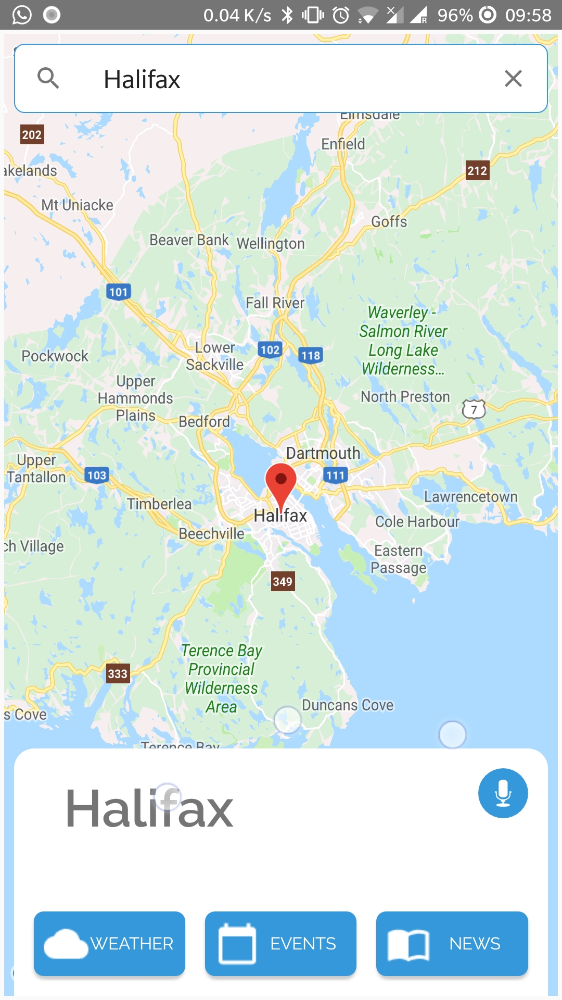 0.04 K/s 96% 09:58
Halifax
Elmsdale
202
Enfield
akelands
212
Mt Uniacke
Goffs
Beaver Bank
Wellington
101
Fall River
Waverley -
Salmon River
Long Lake
Wilderness...
Lower
Sackville
102
118
Pockwock
Upper
Hammonds
Plains
North Preston
7
Bedford
Dartmouth
Upper
Tantallon
103
111
Timberlea
Lawrencetown
Halifax
Cole Harbour
Beechville
ch Village
Eastern
Passage
349
Terence Bay
Provincial
Wilderness
Area
333
Duncans Cove
s Cove
Terence Bay
Halifax
WEATHER
EVENTS
NEWS